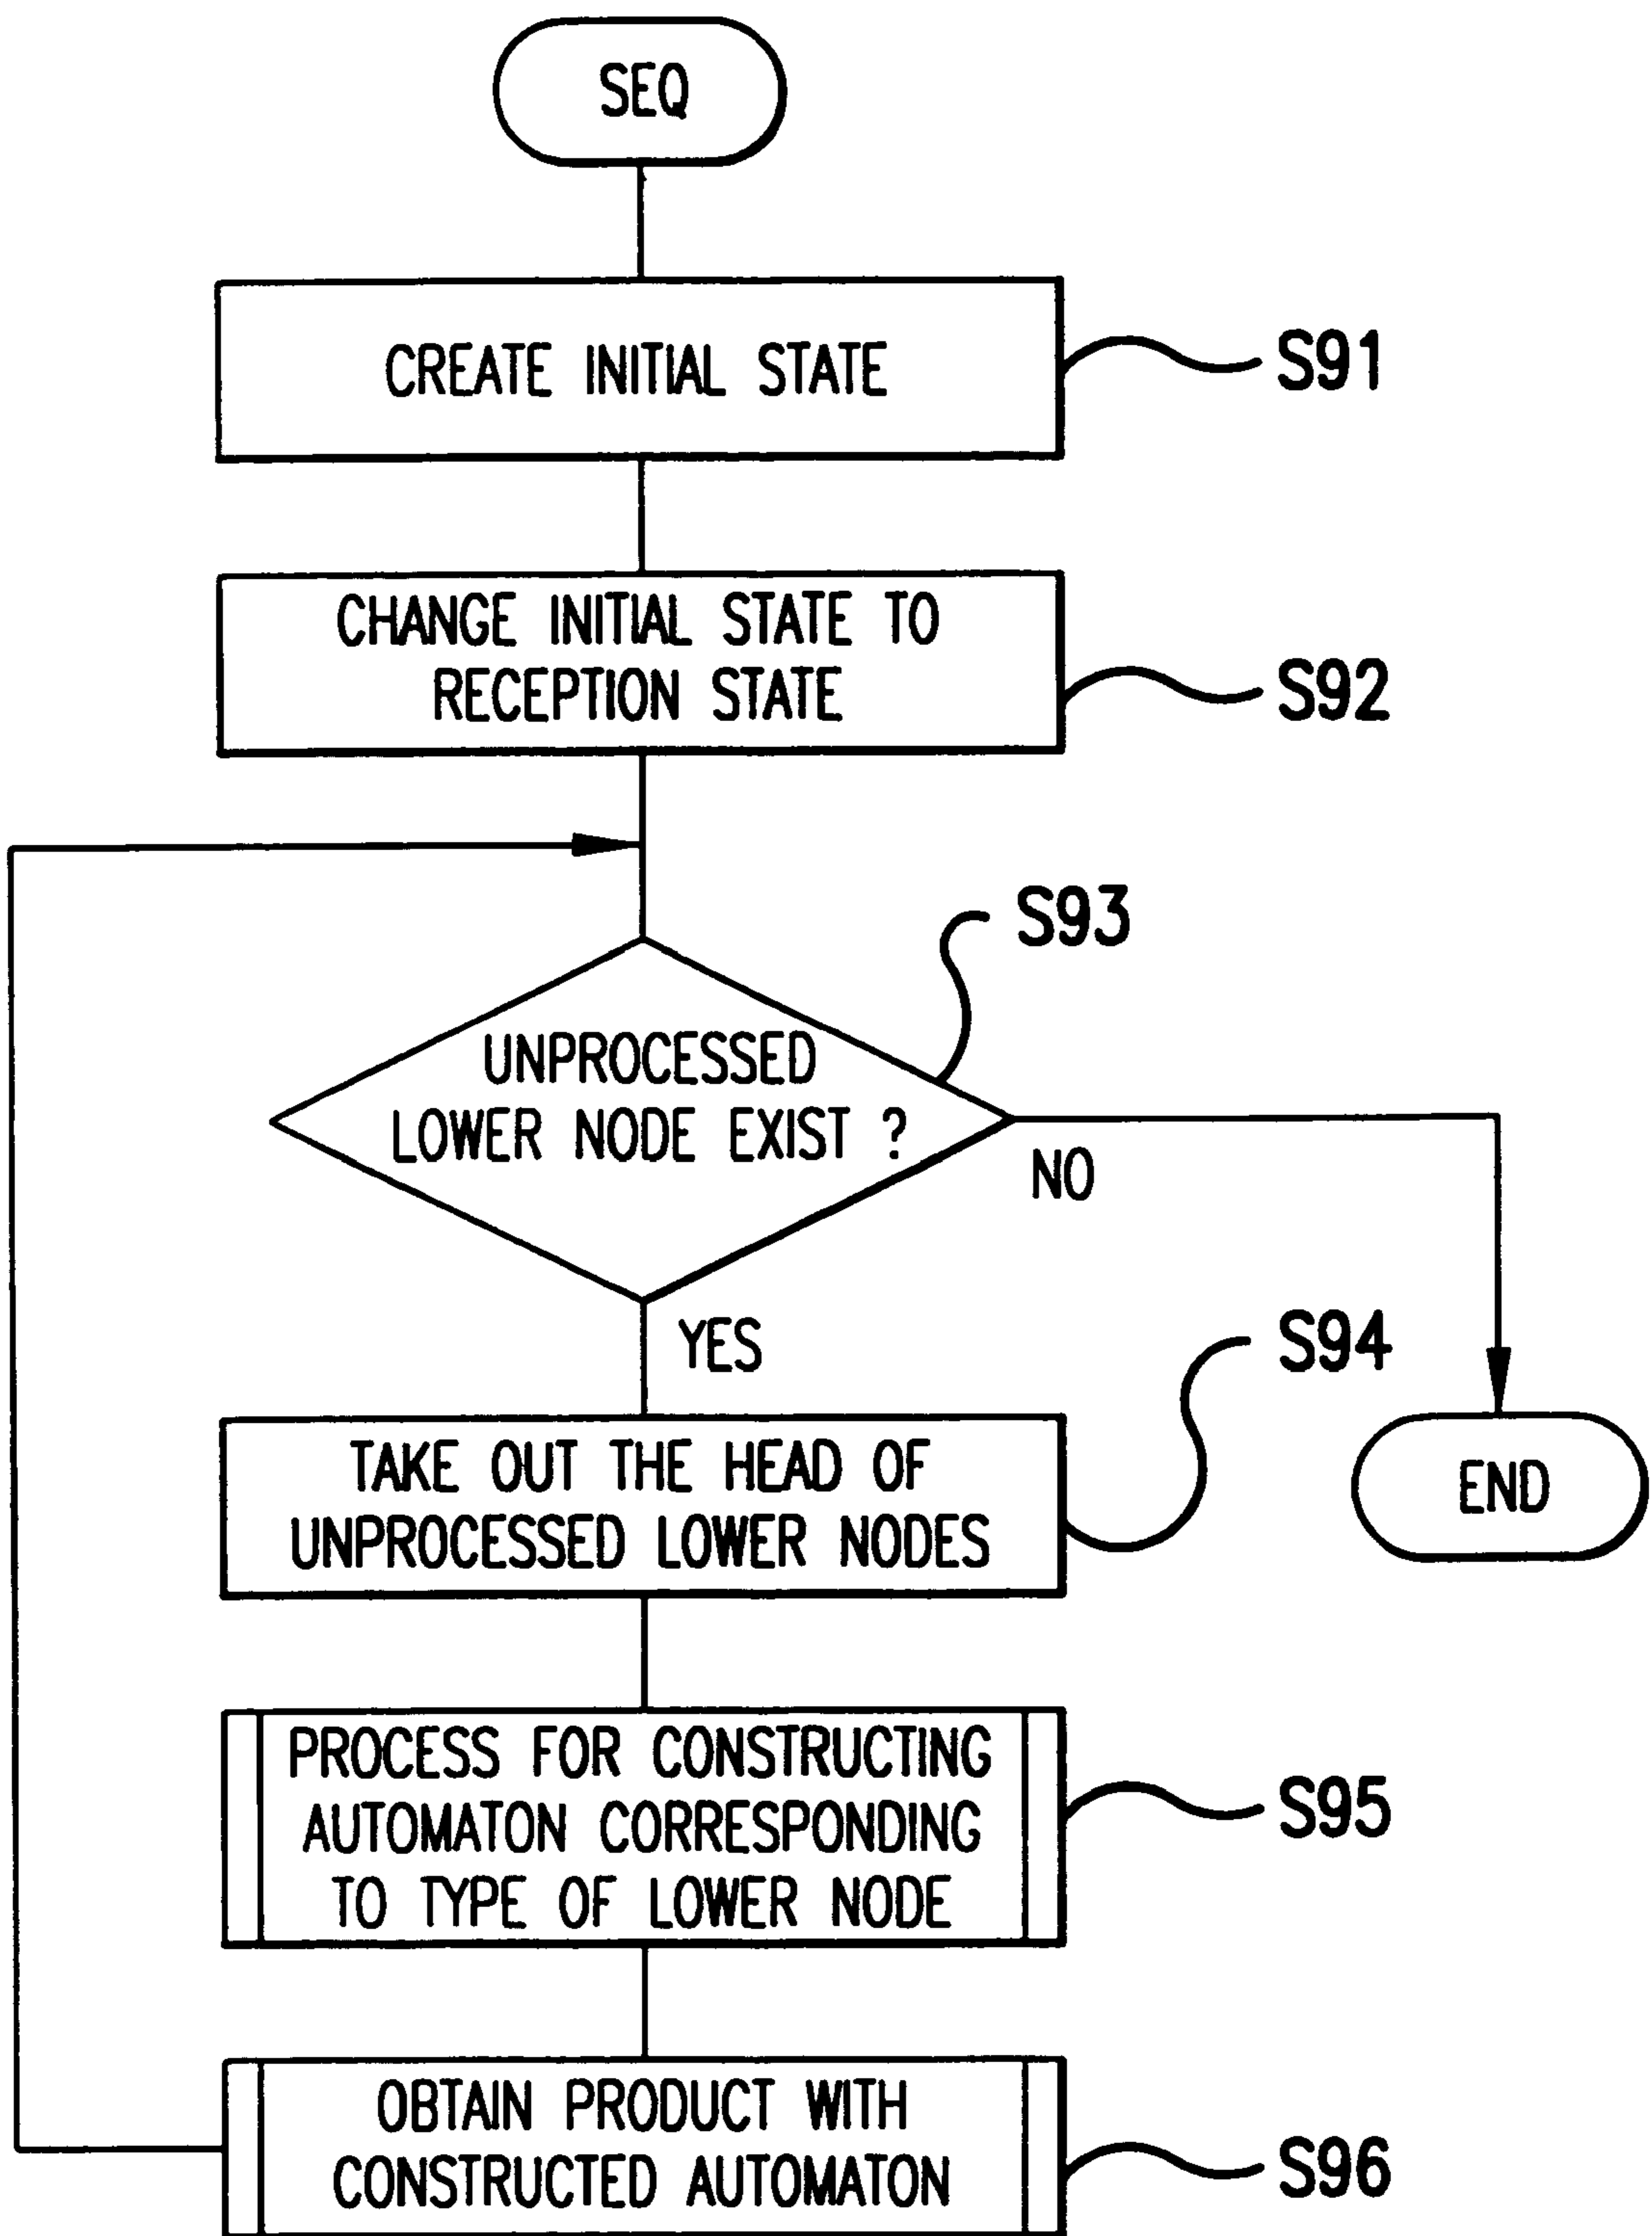 SEQ
CREATE INITIAL STATE
S91
CHANGE INITIAL STATE TO
RECEPTION STATE
S92
S93
UNPROCESSED
LOWER NODE EXIST ?
NO
YES
S94
TAKE OUT THE HEAD OF
UNPROCESSED LOWER NODES
END
PROCESS FOR CONSTRUCTING
AUTOMATON CORRESPONDING
TO TYPE OF LOWER NODE
S95
OBTAIN PRODUCT WITH
CONSTRUCTED AUTOMATON
S96